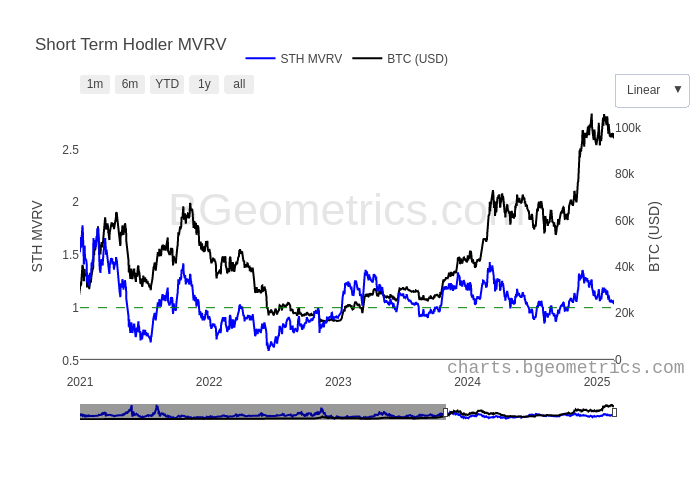 Short Term Hodler MVRV
STH MVRV BTC (USD)
1m 6m YTD 1y all
Linear ▼
BGeometrics.com
STH MVRV
2.5
2
1.5
1
0.5
100k
80k
60k
40k
20k
0
BTC (USD)
charts.bgeometrics.com
2021 2022 2023 2024 2025